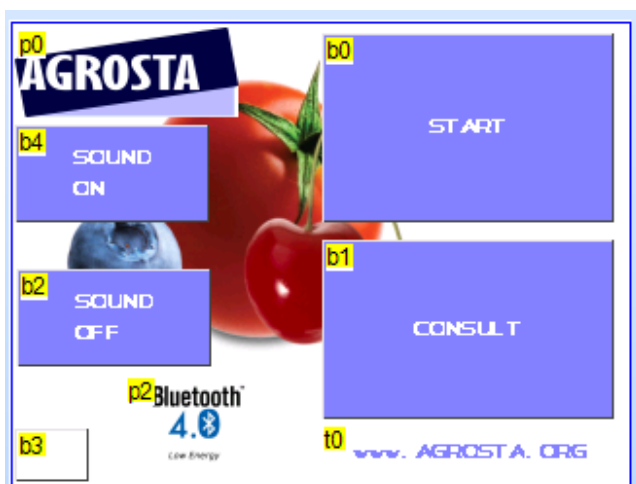 p0
AGROSTA
b0
START
b4
SOUND
ON
b1
CONSULT
b2
SOUND
OFF
p2
Bluetooth
4.0
Low Energy
b3
t0
www.AGROSTA.ORG